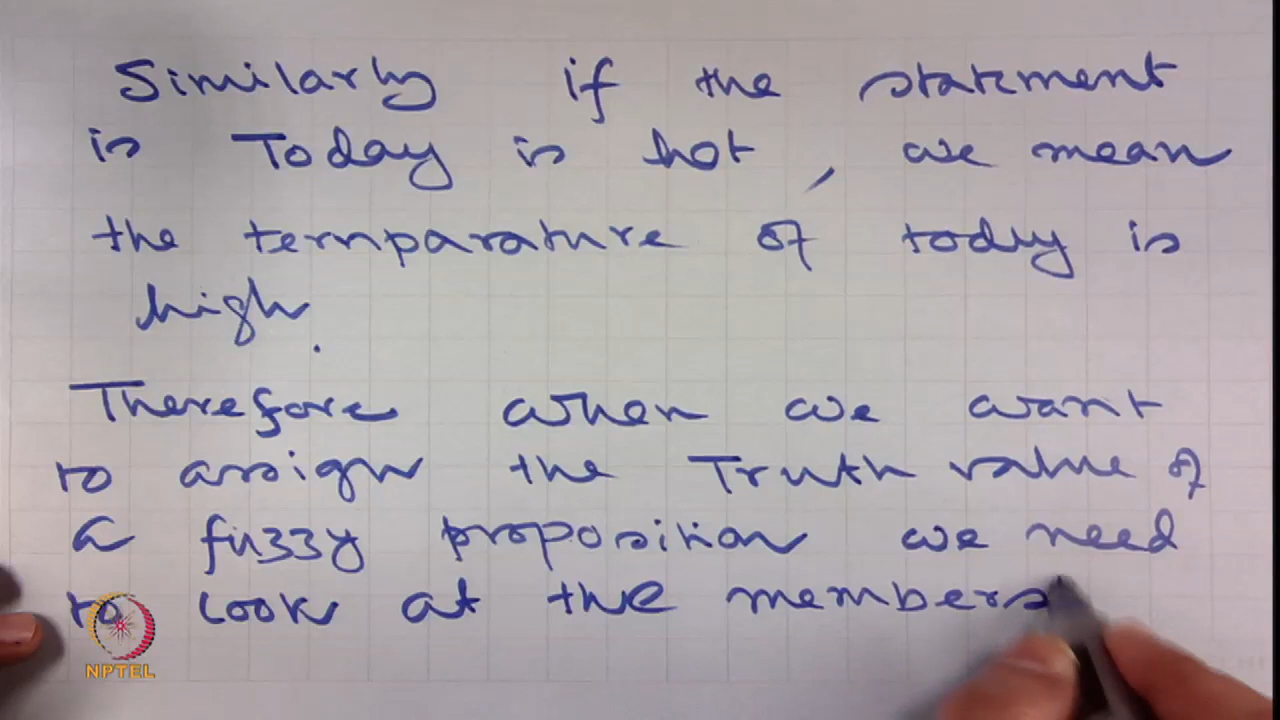 Similarly if the statement
is Today is hot, we mean
the temparature of today is
high.
Therefore when we want
to assign the Truth value of
a fuzzy proposition we need
to look at the members
NPTEL